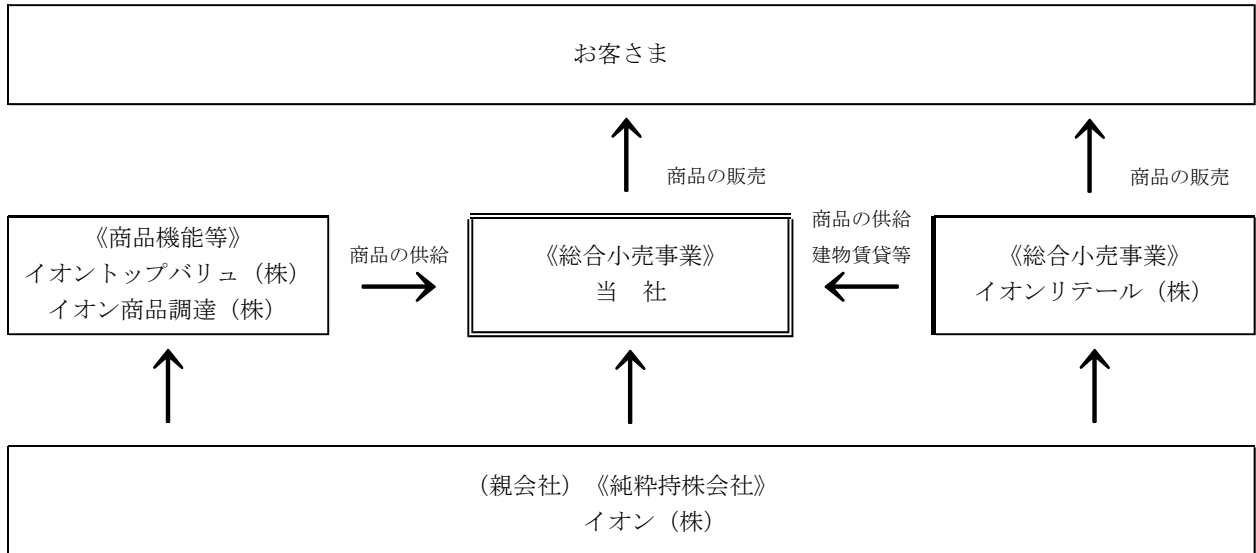 お客さま
商品の販売
商品の販売
《商品機能等》
イオントップバリュ（株）
イオン商品調達（株）
商品の供給
《総合小売事業》
当　社
商品の供給
建物賃貸等
《総合小売事業》
イオンリテール（株）
（親会社）《純粋持株会社》
イオン（株）